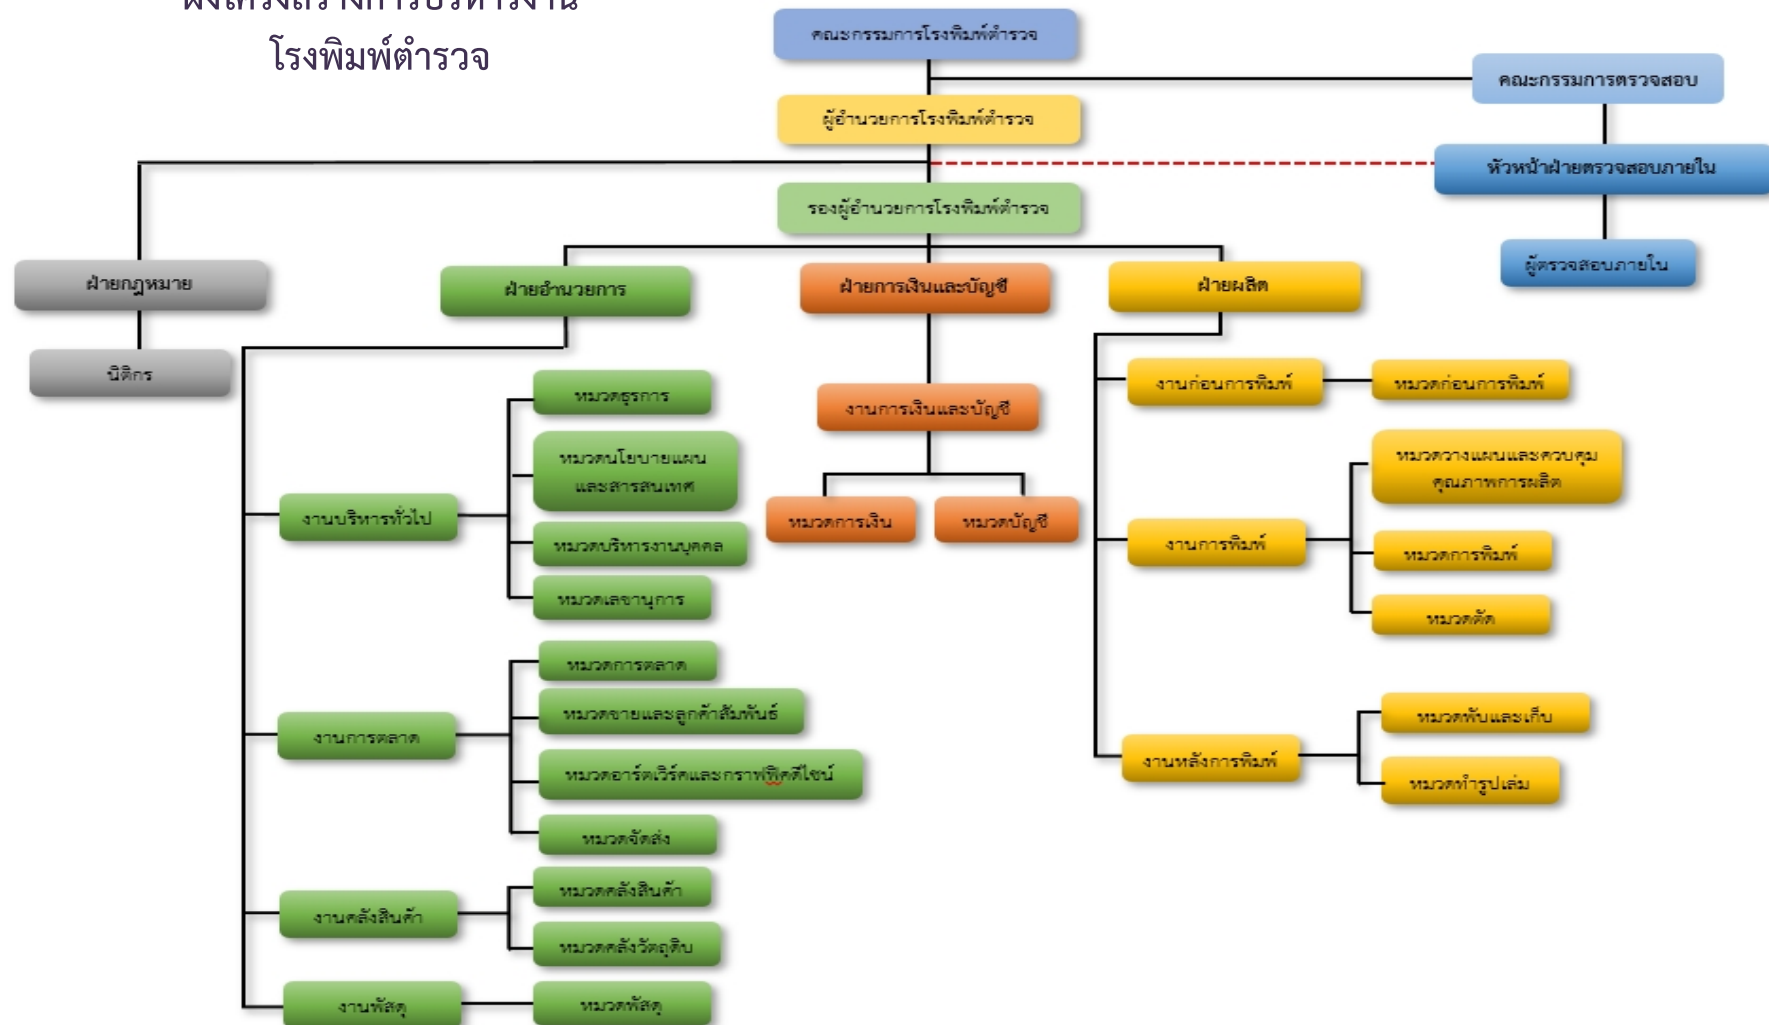 ผังโครงสร้างการบริหารงาน
โรงพิมพ์ตำรวจ
คณะกรรมการโรงพิมพ์ตำรวจ
คณะกรรมการตรวจสอบ
ผู้อำนวยการโรงพิมพ์ตำรวจ
หัวหน้าฝ่ายตรวจสอบภายใน
รองผู้อำนวยการโรงพิมพ์ตำรวจ
ผู้ตรวจสอบภายใน
ฝ่ายกฎหมาย
นิติกร
ฝ่ายอำนวยการ
งานบริหารทั่วไป
หมวดธุรการ
หมวดนโยบายแผน
และสารสนเทศ
หมวดบริหารงานบุคคล
หมวดเลขานุการ
งานการตลาด
หมวดการตลาด
หมวดขายและลูกค้าสัมพันธ์
หมวดอาร์ตเวิร์คและกราฟฟิคดีไซน์
หมวดจัดส่ง
งานคลังสินค้า
หมวดคลังสินค้า
หมวดคลังวัตถุดิบ
งานพัสดุ
หมวดพัสดุ
ฝ่ายการเงินและบัญชี
งานการเงินและบัญชี
หมวดการเงิน
หมวดบัญชี
ฝ่ายผลิต
งานก่อนการพิมพ์
หมวดก่อนการพิมพ์
งานการพิมพ์
หมวดวางแผนและควบคุม
คุณภาพการผลิต
หมวดการพิมพ์
หมวดตัด
งานหลังการพิมพ์
หมวดพับและเก็บ
หมวดทำรูปเล่ม